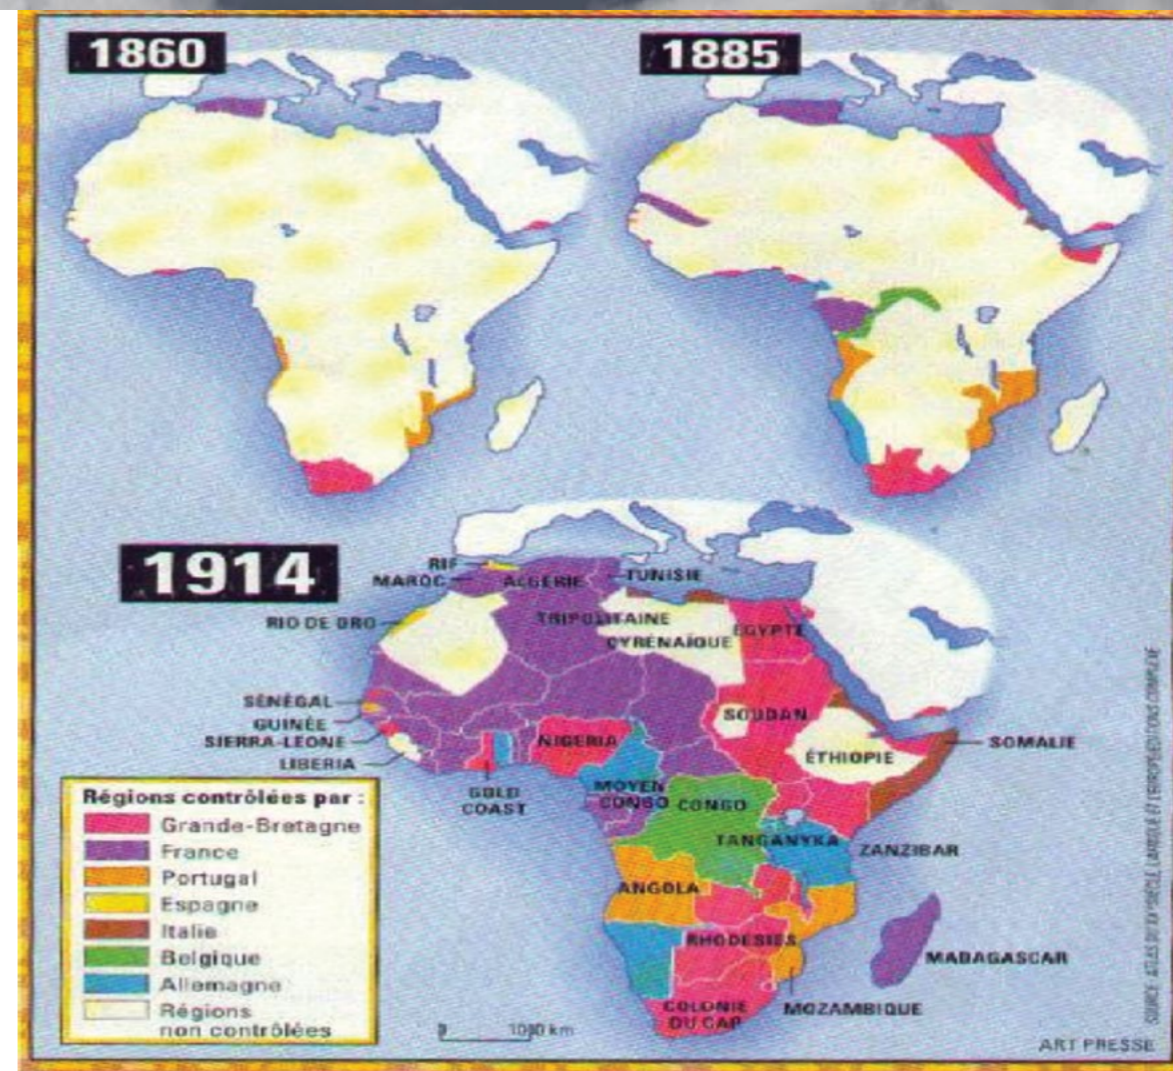 1860
1885
1914
RIF
MAROC
ALGÉRIE
TUNISIE
RIO DE ORO
TRIPOLITAINE
CYRÉNAÏQUE
ÉGYPTE
SÉNÉGAL
GUINÉE
SIERRA-LEONE
LIBERIA
NIGERIA
SOUDAN
ÉTHIOPIE
SOMALIE
GOLD
COAST
MOYEN
CONGO
CONGO
TANGANYKA
ZANZIBAR
ANGOLA
RHODESIES
MADAGASCAR
MOZAMBIQUE
COLONIE
DU CAP
Régions contrôlées par :
Grande-Bretagne
France
Portugal
Espagne
Italie
Belgique
Allemagne
Régions
non contrôlées
0 1000 km
ART PRESSE